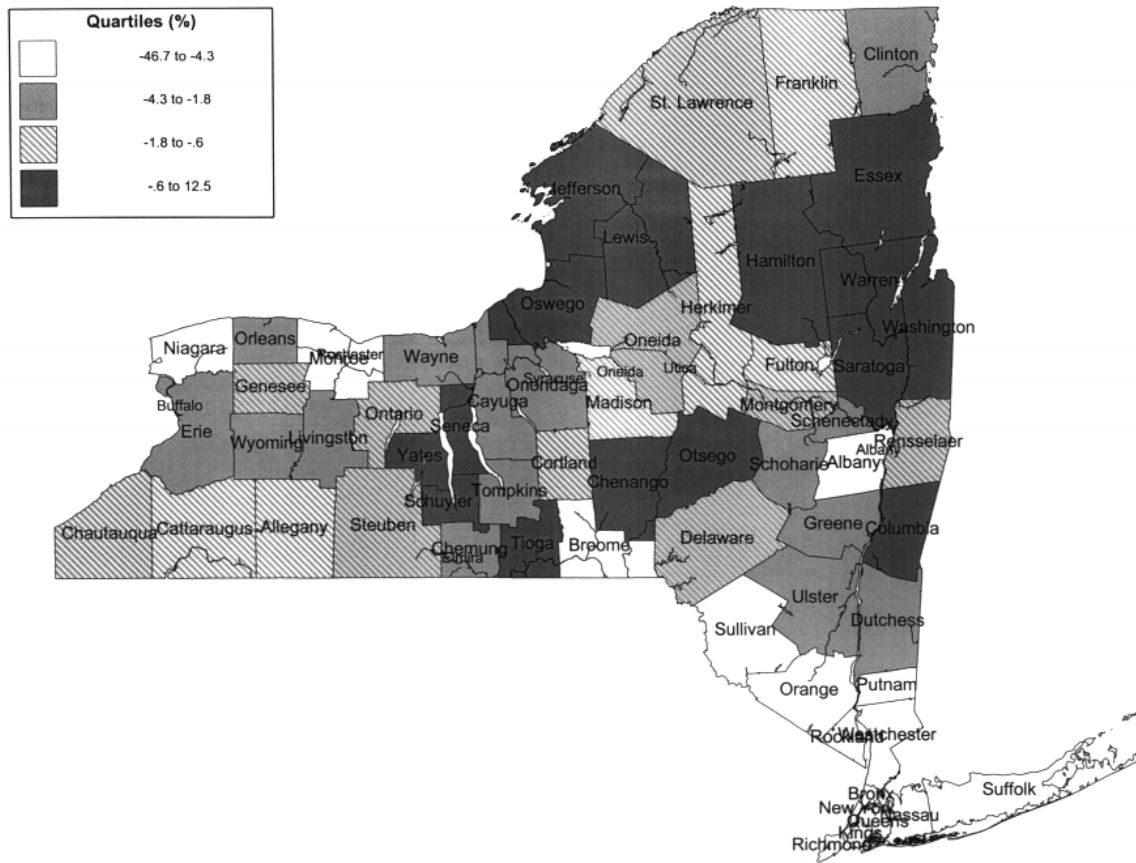 Quartiles (%)
-46.7 to -4.3
-4.3 to -1.8
-1.8 to -.6
-.6 to 12.5
Clinton
Franklin
St. Lawrence
Essex
Jefferson
Lewis
Hamilton
Warren
Oswego
Herkimer
Washington
Oneida
Orleans
Niagara
Rochester
Monroe
Wayne
Fulton
Saratoga
Utica
Oneida
Syracuse
Onondaga
Genesee
Cayuga
Madison
Buffalo
Montgomery
Ontario
Seneca
Schenectady
Erie
Wyoming
Livingston
Rensselaer
Albany
Yates
Cortland
Otsego
Schoharie
Albany
Chenango
Tompkins
Schuyler
Chautauqua
Cattaraugus
Allegany
Steuben
Greene
Columbia
Delaware
Chemung
Tioga
Broome
Elmira
Ulster
Dutchess
Sullivan
Putnam
Orange
Westchester
Rockland
Suffolk
Bronx
New York
Nassau
Queens
Kings
Richmond